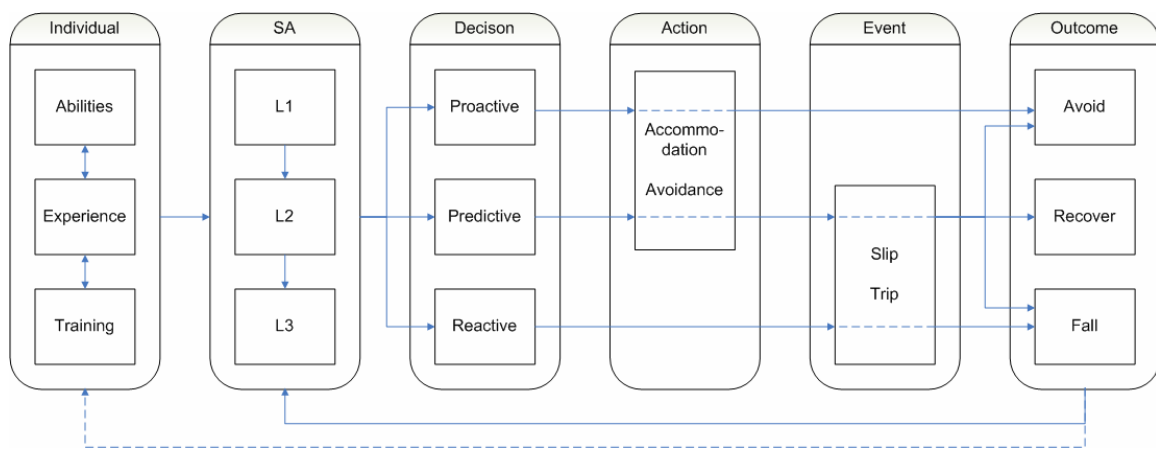 Individual
SA
Decison
Action
Event
Outcome
Abilities
L1
Proactive
Accommo-
dation
Avoidance
Avoid
Experience
L2
Predictive
Slip
Trip
Recover
Training
L3
Reactive
Fall